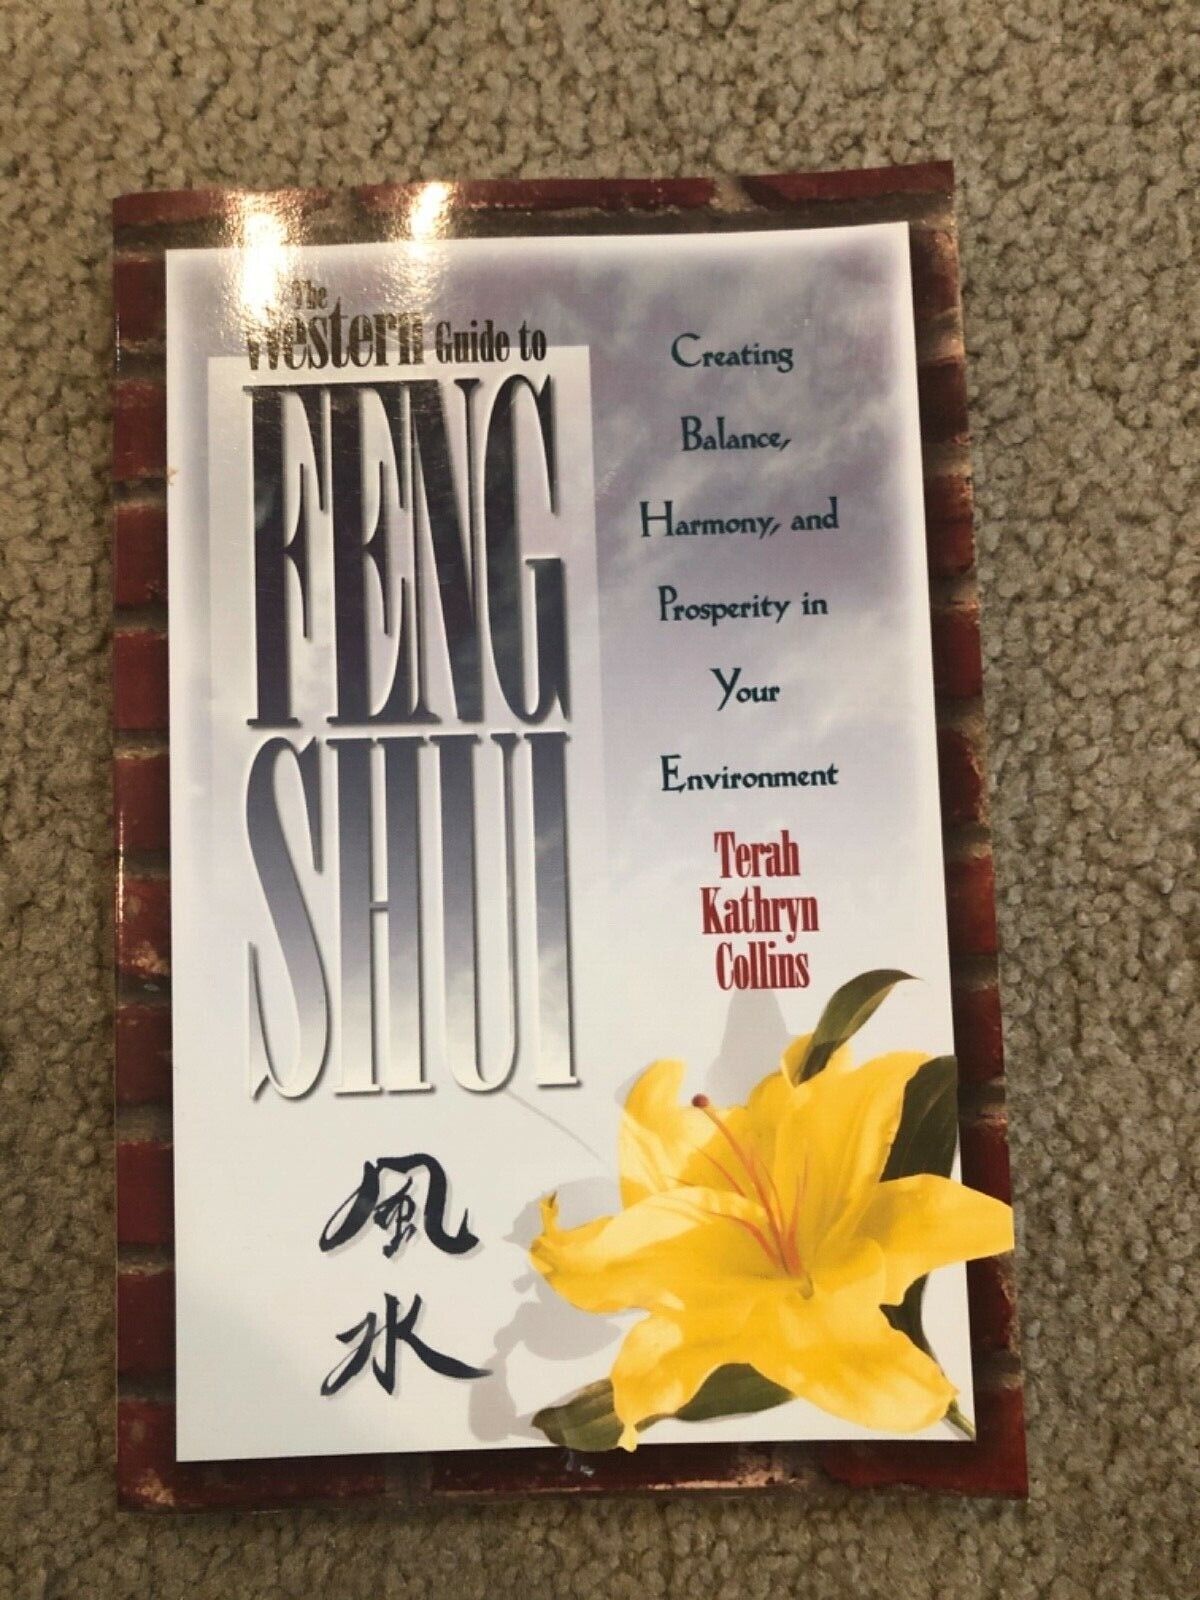 The
Western Guide to
FENG
SHUI
Creating
Balance,
Harmony, and
Prosperity in
Your
Environment
Terah
Kathryn
Collins
風
水